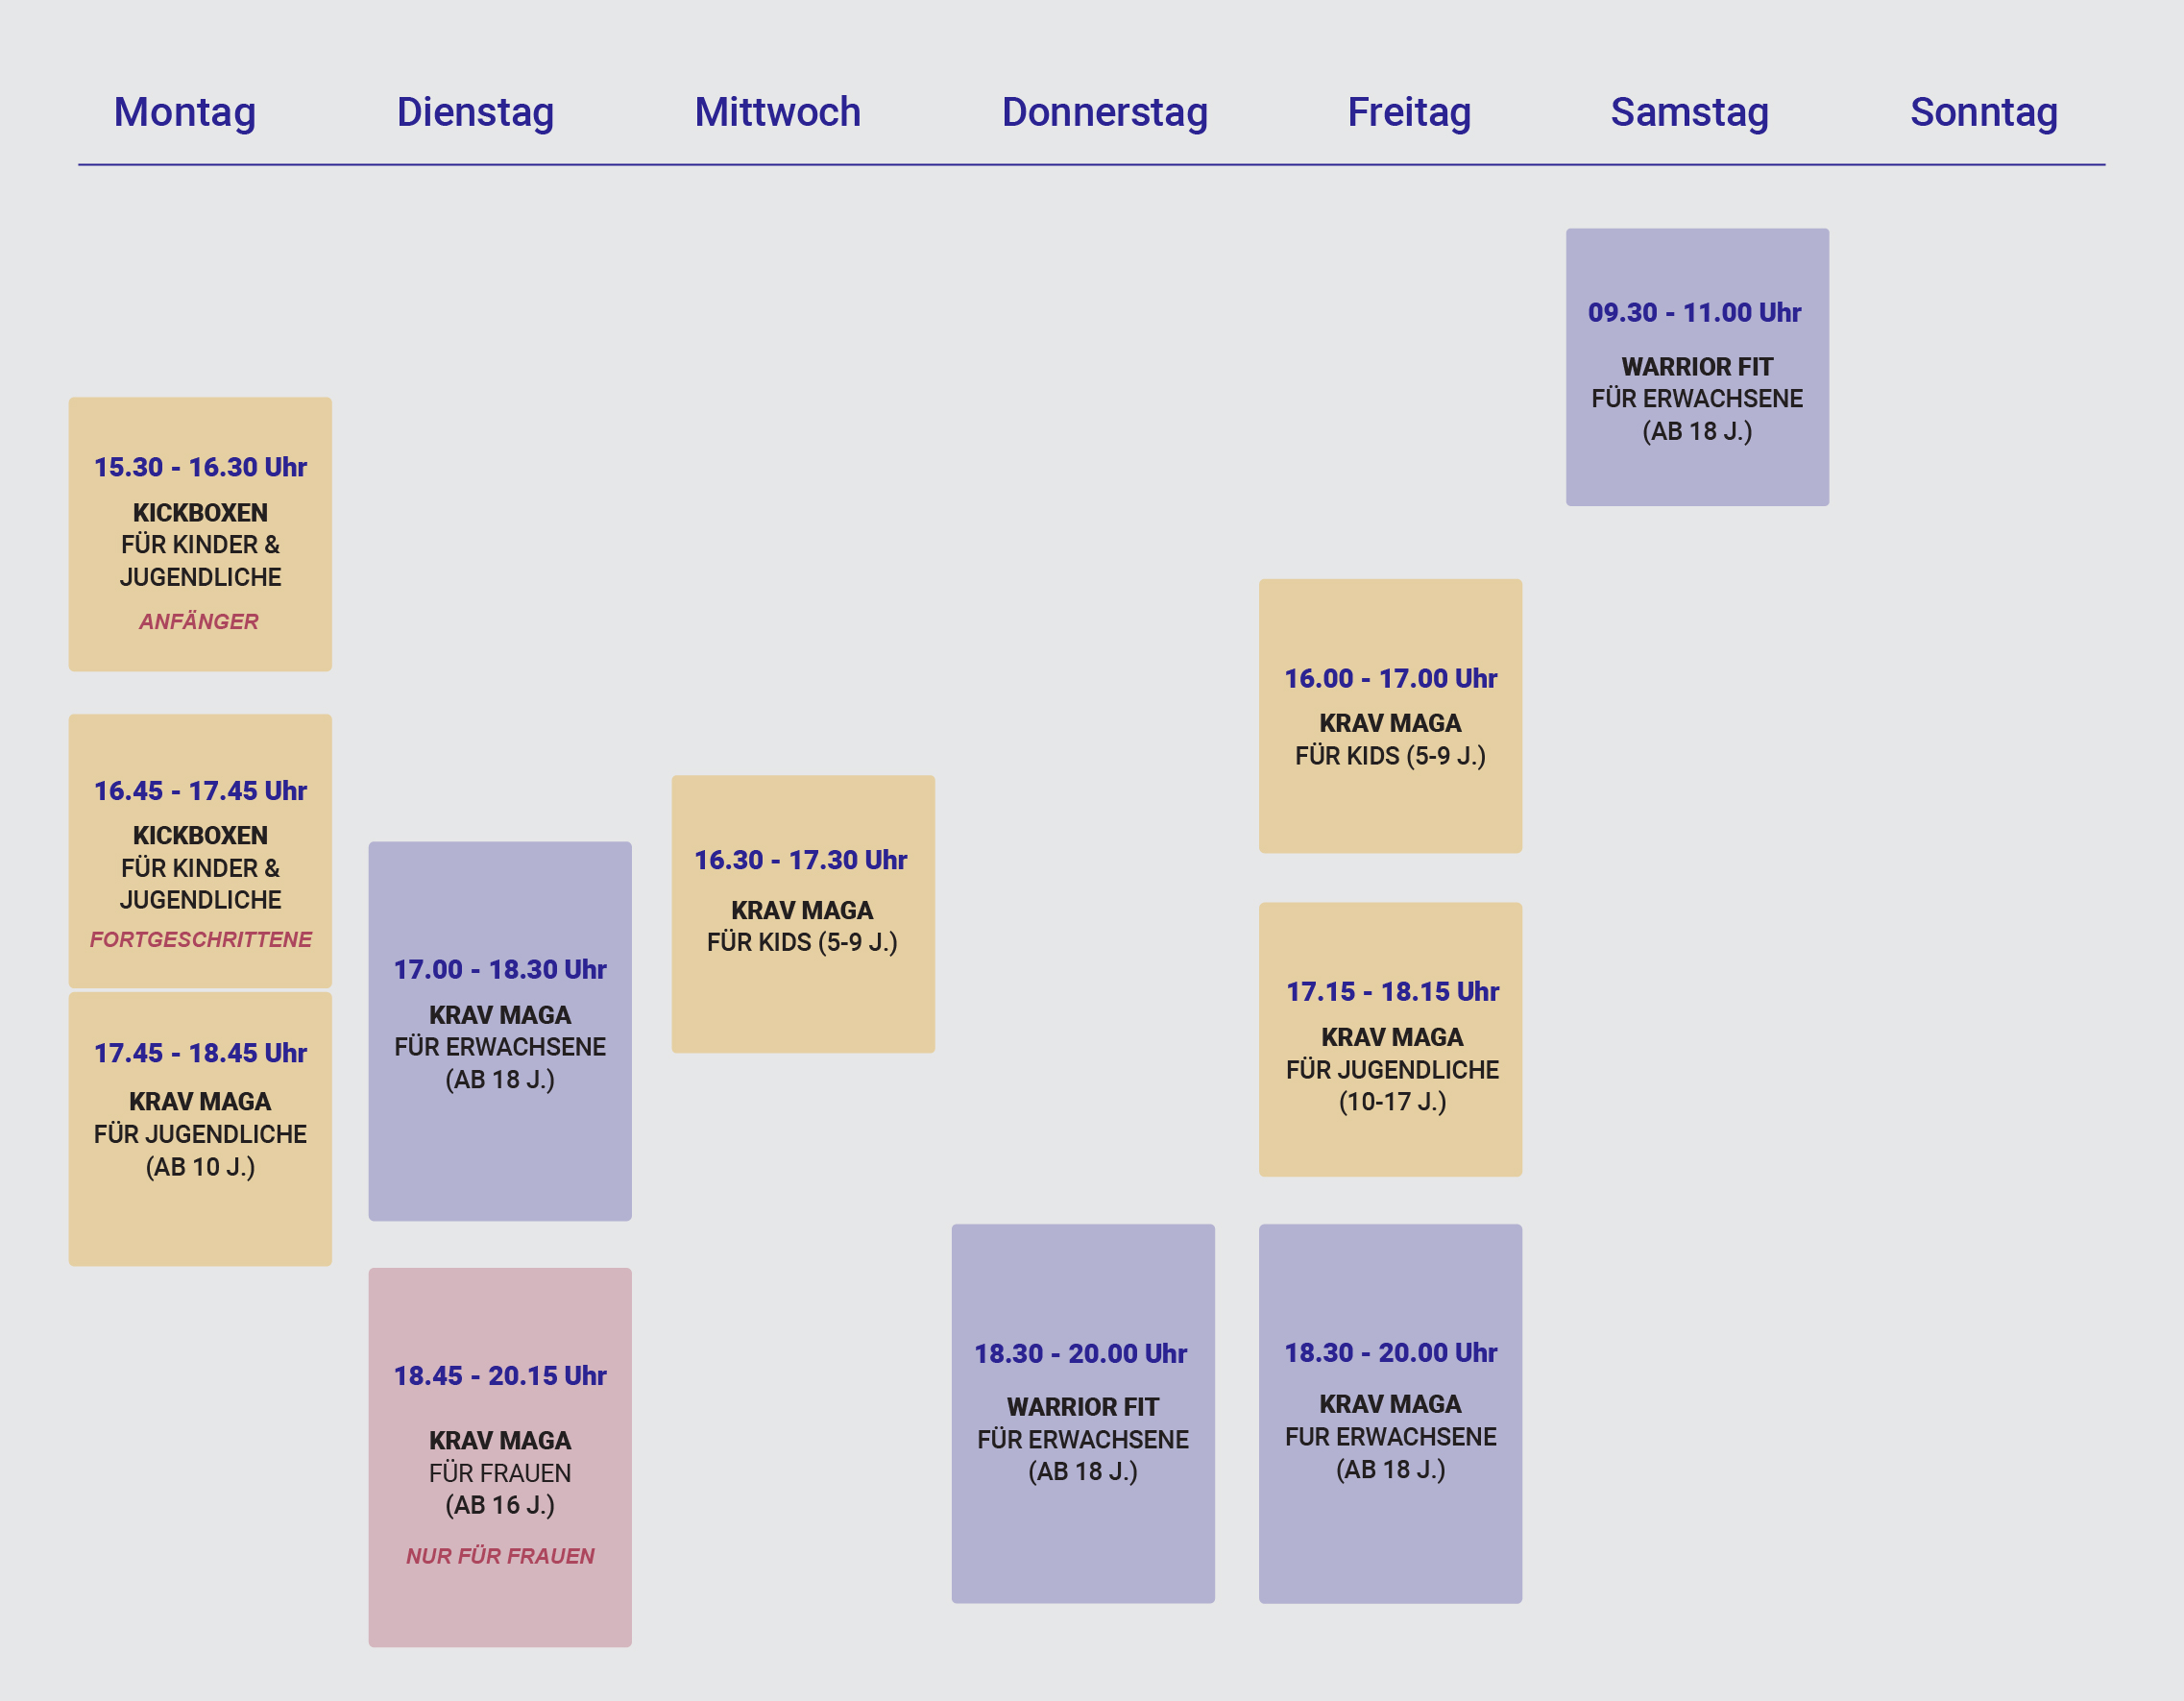 Montag Dienstag Mittwoch Donnerstag Freitag Samstag Sonntag
15.30 - 16.30 Uhr
KICKBOXEN
FÜR KINDER &
JUGENDLICHE
ANFÄNGER
16.45 - 17.45 Uhr
KICKBOXEN
FÜR KINDER &
JUGENDLICHE
FORTGESCHRITTENE
17.45 - 18.45 Uhr
KRAV MAGA
FÜR JUGENDLICHE
(AB 10 J.)
17.00 - 18.30 Uhr
KRAV MAGA
FÜR ERWACHSENE
(AB 18 J.)
18.45 - 20.15 Uhr
KRAV MAGA
FÜR FRAUEN
(AB 16 J.)
NUR FÜR FRAUEN
16.30 - 17.30 Uhr
KRAV MAGA
FÜR KIDS (5-9 J.)
18.30 - 20.00 Uhr
WARRIOR FIT
FÜR ERWACHSENE
(AB 18 J.)
16.00 - 17.00 Uhr
KRAV MAGA
FÜR KIDS (5-9 J.)
17.15 - 18.15 Uhr
KRAV MAGA
FÜR JUGENDLICHE
(10-17 J.)
18.30 - 20.00 Uhr
KRAV MAGA
FUR ERWACHSENE
(AB 18 J.)
09.30 - 11.00 Uhr
WARRIOR FIT
FÜR ERWACHSENE
(AB 18 J.)